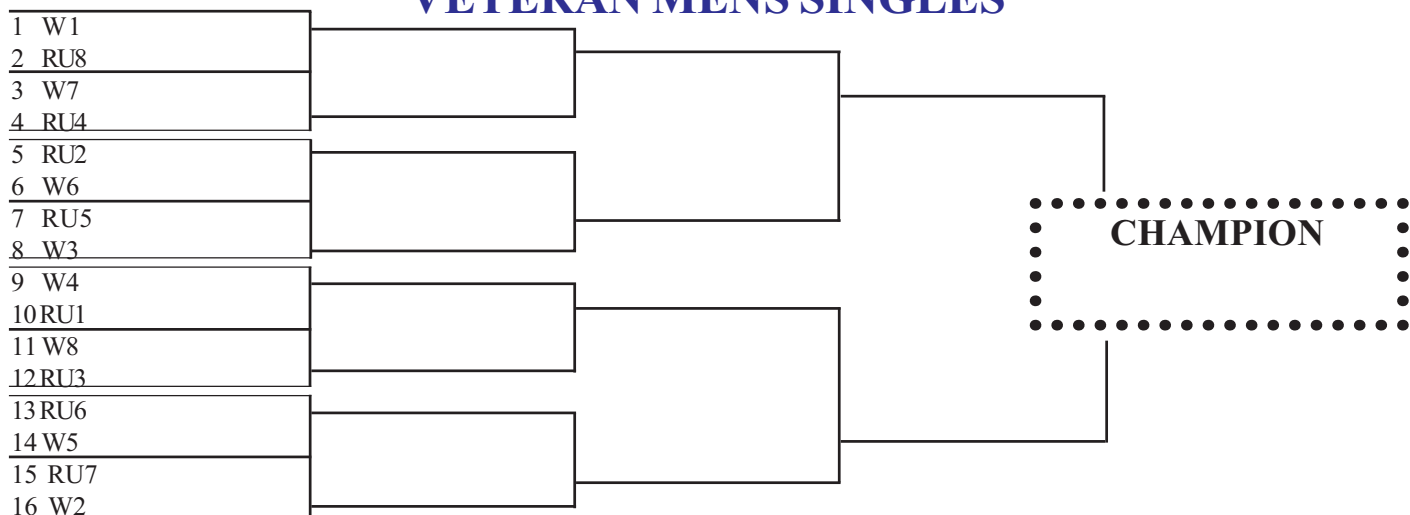 VETERAN MENS SINGLES
1 W1
2 RU8
3 W7
4 RU4
5 RU2
6 W6
7 RU5
8 W3
9 W4
10 RU1
11 W8
12 RU3
13 RU6
14 W5
15 RU7
16 W2
CHAMPION